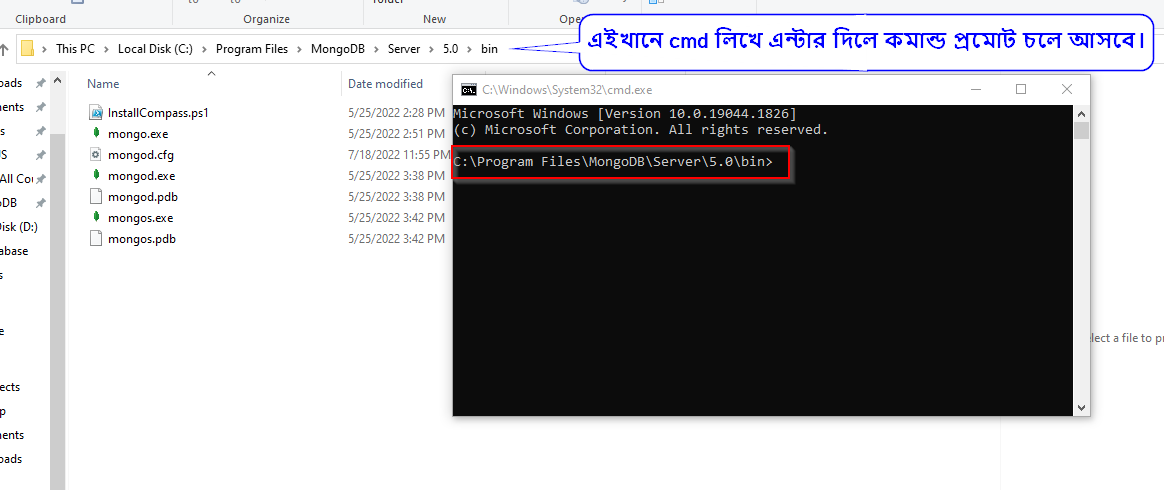 Clipboard
Organize
New
This PC > Local Disk (C:) > Program Files > MongoDB > Server > 5.0 > bin
এইখানে cmd লিখে এন্টার দিলে কমান্ড প্রমোট চলে আসবে।
Name Date modified
InstallCompass.ps1 5/25/2022 2:28 PM
mongo.exe 5/25/2022 2:51 PM
mongod.cfg 7/18/2022 11:55 PM
mongod.exe 5/25/2022 3:38 PM
mongod.pdb 5/25/2022 3:38 PM
mongos.exe 5/25/2022 3:42 PM
mongos.pdb 5/25/2022 3:42 PM
All Cou
oDB
Disk (D:)
abase
ects
ments
oads
C:\Windows\System32\cmd.exe
Microsoft Windows [Version 10.0.19044.1826]
(c) Microsoft Corporation. All rights reserved.
C:\Program Files\MongoDB\Server\5.0\bin>
lect a file to pr